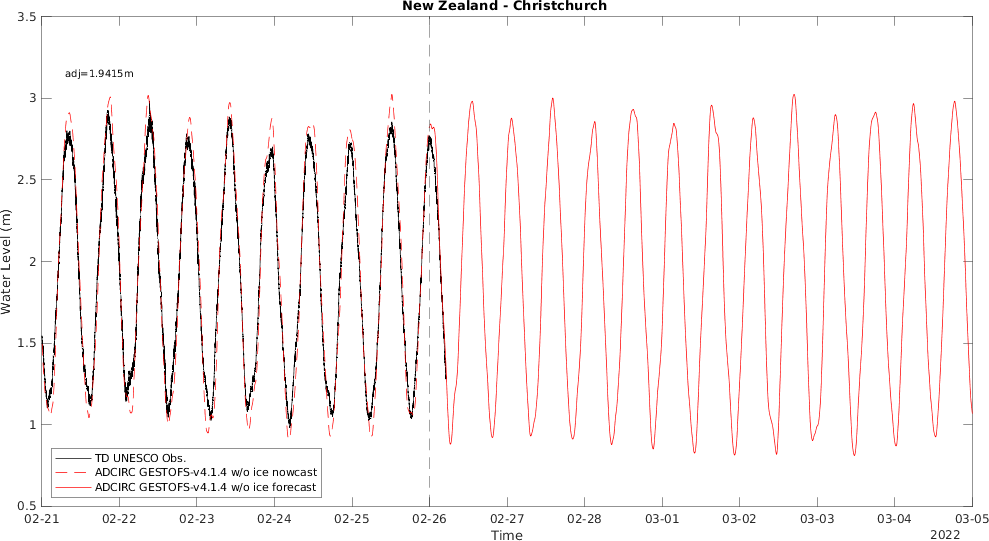 New Zealand - Christchurch
adj=1.9415m
3.5
3
2.5
2
1.5
1
0.5
Water Level (m)
TD UNESCO Obs.
ADCIRC GESTOFS-v4.1.4 w/o ice nowcast
ADCIRC GESTOFS-v4.1.4 w/o ice forecast
02-21 02-22 02-23 02-24 02-25 02-26 02-27 02-28 03-01 03-02 03-03 03-04 03-05
Time
2022